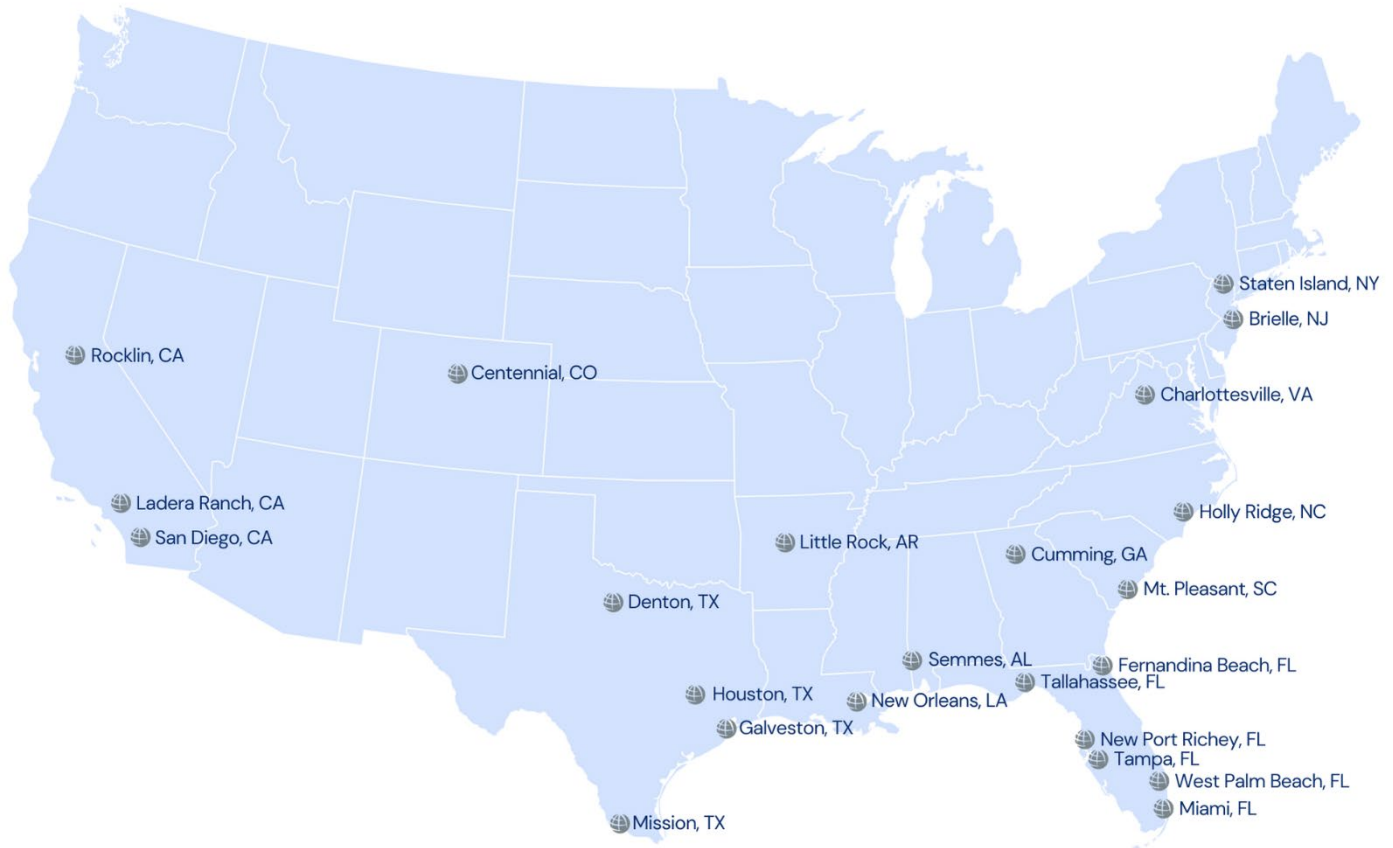 Staten Island, NY
Brielle, NJ
Rocklin, CA
Centennial, CO
Charlottesville, VA
Ladera Ranch, CA
Holly Ridge, NC
San Diego, CA
Little Rock, AR
Cumming, GA
Mt. Pleasant, SC
Denton, TX
Semmes, AL
Fernandina Beach, FL
Tallahassee, FL
Houston, TX
New Orleans, LA
Galveston, TX
New Port Richey, FL
Tampa, FL
West Palm Beach, FL
Miami, FL
Mission, TX